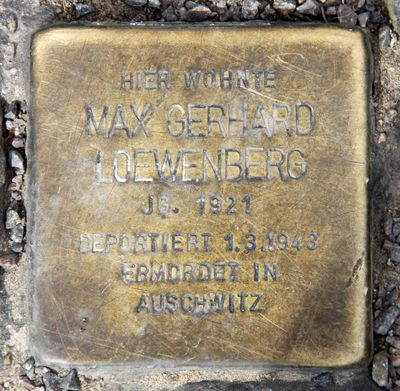 HIER WOHNTE
MAX GERHARD
LOEWENBERG
JG. 1921
DEPORTIERT 1.3.1943
ERMORDET IN
AUSCHWITZ